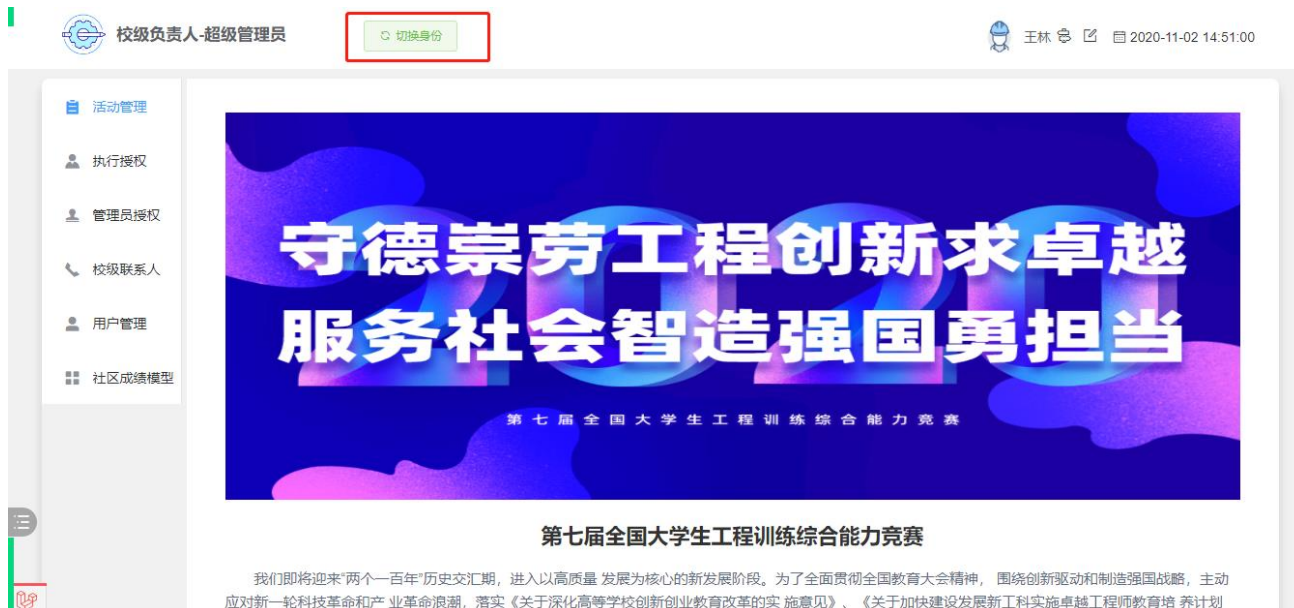 校级负责人-超级管理员
切换身份
王林
2020-11-02 14:51:00
活动管理
执行授权
管理员授权
校级联系人
用户管理
社区成绩模型
2020
守德崇劳工程创新求卓越
服务社会智造强国勇担当
第七届全国大学生工程训练综合能力竞赛
第七届全国大学生工程训练综合能力竞赛
我们即将迎来“两个一百年”历史交汇期，进入以高质量 发展为核心的新发展阶段。为了全面贯彻全国教育大会精神， 围绕创新驱动和制造强国战略，主动
应对新一轮科技革命和产 业革命浪潮，落实《关于深化高等学校创新创业教育改革的实 施意见》、《关于加快建设发展新工科实施卓越工程师教育培 养计划